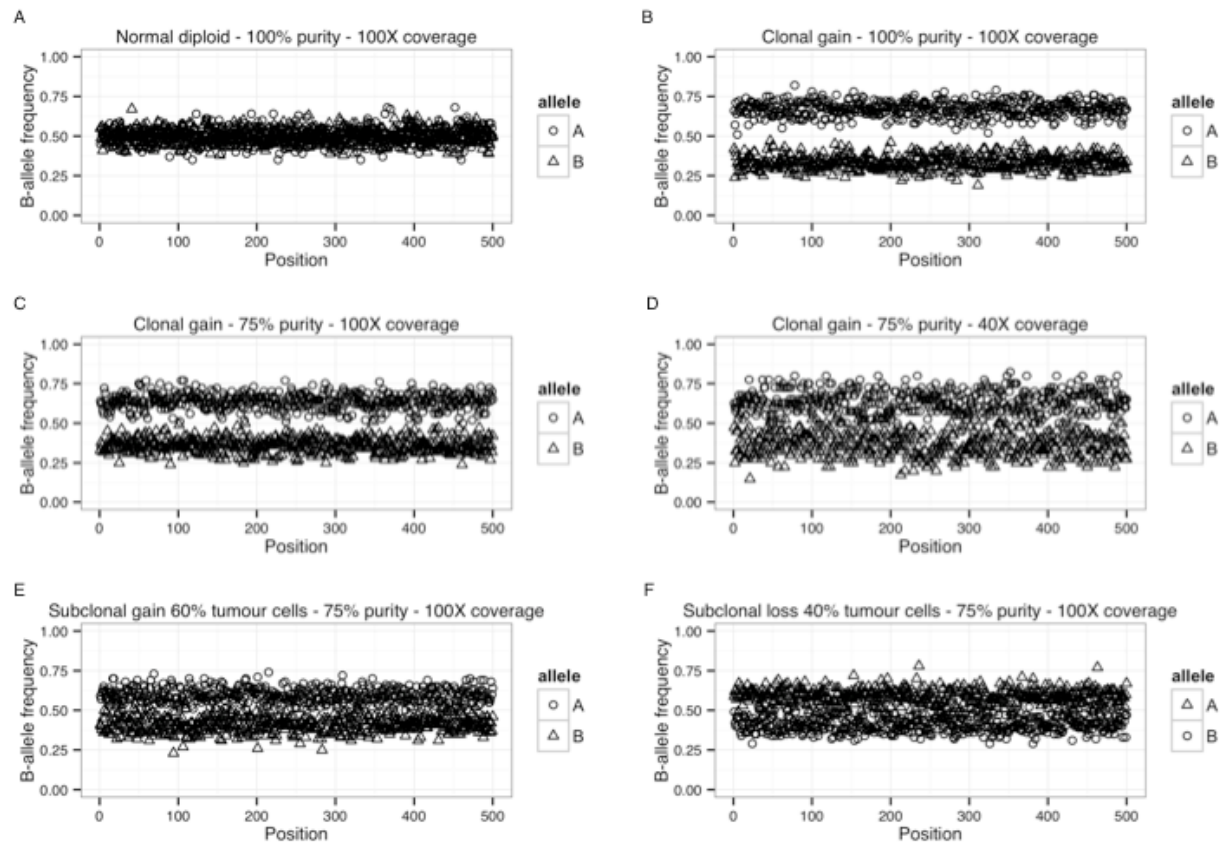 A
Normal diploid - 100% purity - 100X coverage
B-allele frequency
1.00
0.75
0.50
0.25
0.00
0 100 200 300 400 500
Position
allele
A
B
B
Clonal gain - 100% purity - 100X coverage
B-allele frequency
1.00
0.75
0.50
0.25
0.00
0 100 200 300 400 500
Position
allele
A
B
C
Clonal gain - 75% purity - 100X coverage
B-allele frequency
1.00
0.75
0.50
0.25
0.00
0 100 200 300 400 500
Position
allele
A
B
D
Clonal gain - 75% purity - 40X coverage
B-allele frequency
1.00
0.75
0.50
0.25
0.00
0 100 200 300 400 500
Position
allele
A
B
E
Subclonal gain 60% tumour cells - 75% purity - 100X coverage
B-allele frequency
1.00
0.75
0.50
0.25
0.00
0 100 200 300 400 500
Position
allele
A
B
F
Subclonal loss 40% tumour cells - 75% purity - 100X coverage
B-allele frequency
1.00
0.75
0.50
0.25
0.00
0 100 200 300 400 500
Position
allele
A
B